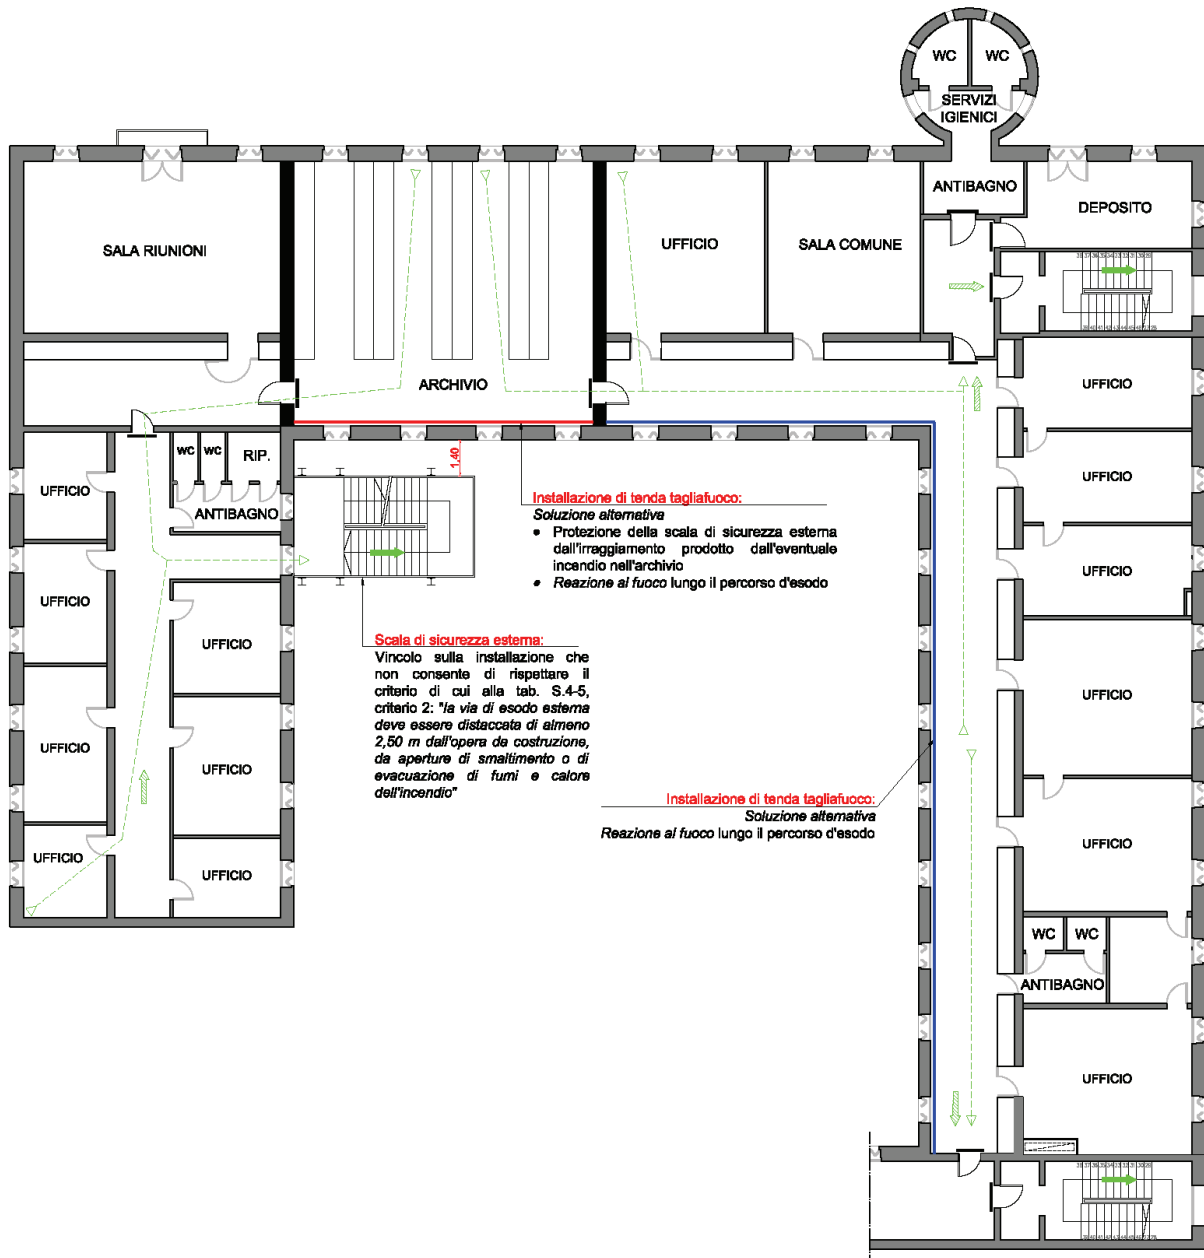 WC
WC
SERVIZI
IGIENICI
ANTIBAGNO
DEPOSITO
SALA RIUNIONI
UFFICIO
SALA COMUNE
ARCHIVIO
UFFICIO
WC
WC
RIP.
ANTIBAGNO
UFFICIO
1.40
UFFICIO
Installazione di tenda tagliafuoco:
Soluzione alternativa
• Protezione della scala di sicurezza esterna
dall'irraggiamento prodotto dall'eventuale
incendio nell'archivio
• Reazione al fuoco lungo il percorso d'esodo
UFFICIO
UFFICIO
UFFICIO
Scala di sicurezza esterna:
Vincolo sulla installazione che
non consente di rispettare il
criterio di cui alla tab. S.4-5,
criterio 2: "la via di esodo esterna
deve essere distaccata di almeno
2,50 m dall'opera da costruzione,
da aperture di smaltimento o di
evacuazione di fumi e calore
dell'incendio"
UFFICIO
UFFICIO
UFFICIO
Installazione di tenda tagliafuoco:
Soluzione alternativa
Reazione al fuoco lungo il percorso d'esodo
UFFICIO
UFFICIO
UFFICIO
WC
WC
ANTIBAGNO
UFFICIO